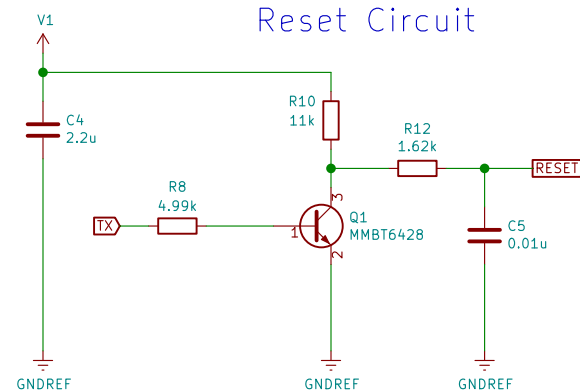 Reset Circuit
V1
R10
11k
C4
2.2u
R12
1.62k
RESET
R8
4.99k
TX
3
Q1
MMBT6428
1
2
C5
0.01u
GNDREF
GNDREF
GNDREF